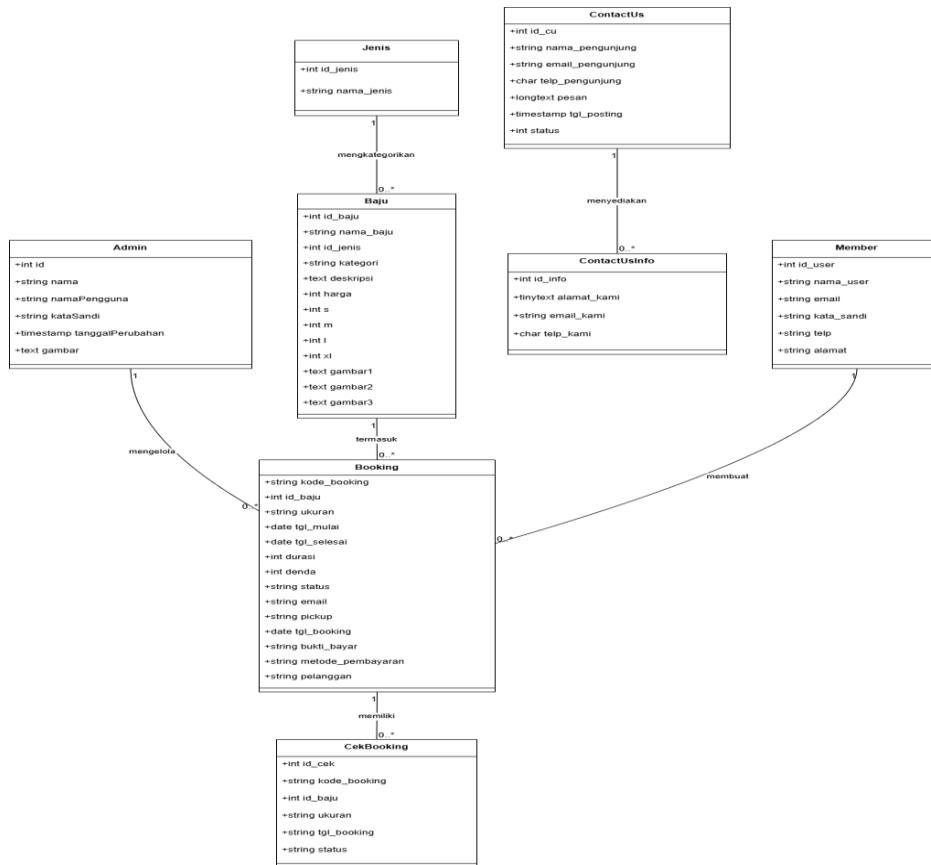 ContactUs
+int id_cu
+string nama_pengunjung
+string email_pengunjung
+char telp_pengunjung
+longtext pesan
+timestamp tgl_posting
+int status
Jenis
+int id_jenis
+string nama_jenis
1
mengkategorikan
0..*
1
menyediakan
0..*
Baju
+int id_baju
+string nama_baju
+int id_jenis
+string kategori
+text deskripsi
+int harga
+int s
+int m
+int l
+int xl
+text gambar1
+text gambar2
+text gambar3
Admin
+int id
+string nama
+string namaPengguna
+string kataSandi
+timestamp tanggalPerubahan
+text gambar
ContactUsInfo
+int id_info
+tinytext alamat_kami
+string email_kami
+char telp_kami
Member
+int id_user
+string nama_user
+string email
+string kata_sandi
+string telp
+string alamat
1
mengelola
0..*
1
termasuk
0..*
1
membuat
0..*
Booking
+string kode_booking
+int id_baju
+string ukuran
+date tgl_mulai
+date tgl_selesai
+int durasi
+int denda
+string status
+string email
+string pickup
+date tgl_booking
+string bukti_bayar
+string metode_pembayaran
+string pelanggan
1
memiliki
0..*
CekBooking
+int id_cek
+string kode_booking
+int id_baju
+string ukuran
+string tgl_booking
+string status